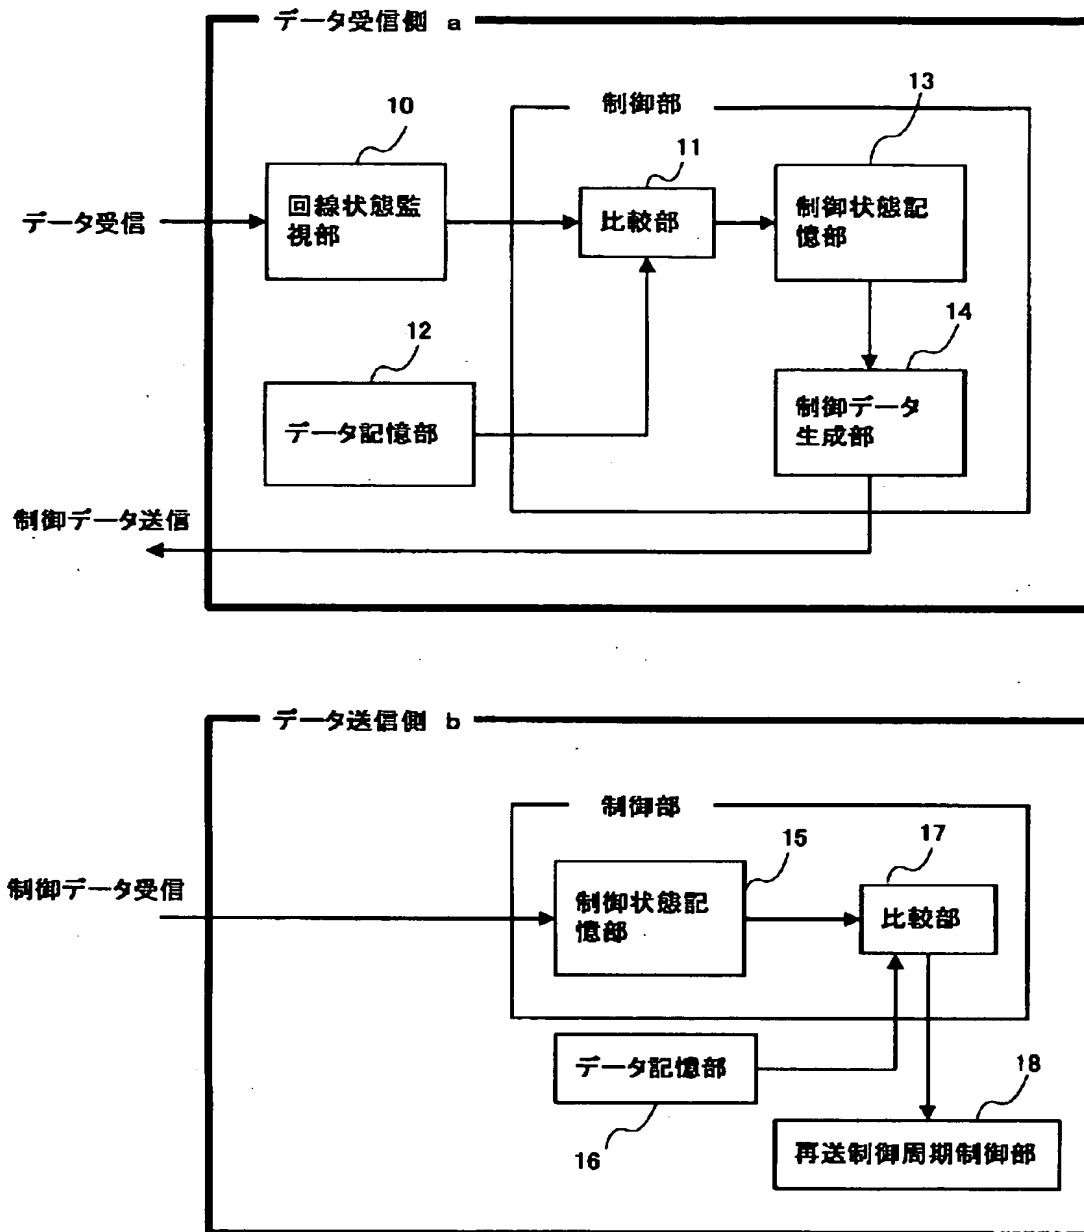 データ受信側 a
制御部
13
10
11
データ受信
回線状態監
視部
比較部
制御状態記
憶部
12
14
データ記憶部
制御データ
生成部
制御データ送信
データ送信側 b
制御部
15
17
制御データ受信
制御状態記
憶部
比較部
データ記憶部
18
16
再送制御周期制御部